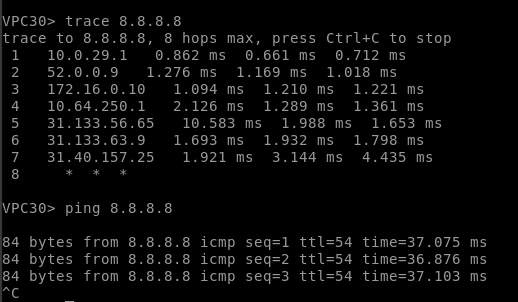 VPC30> trace 8.8.8.8
trace to 8.8.8.8, 8 hops max, press Ctrl+C to stop
1 10.0.29.1 0.862 ms 0.661 ms 0.712 ms
2 52.0.0.9 1.276 ms 1.169 ms 1.018 ms
3 172.16.0.10 1.094 ms 1.210 ms 1.221 ms
4 10.64.250.1 2.126 ms 1.289 ms 1.361 ms
5 31.133.56.65 10.583 ms 1.988 ms 1.653 ms
6 31.133.63.9 1.693 ms 1.932 ms 1.798 ms
7 31.40.157.25 1.921 ms 3.144 ms 4.435 ms
8 * * *
VPC30> ping 8.8.8.8
84 bytes from 8.8.8.8 icmp_seq=1 ttl=54 time=37.075 ms
84 bytes from 8.8.8.8 icmp_seq=2 ttl=54 time=36.876 ms
84 bytes from 8.8.8.8 icmp_seq=3 ttl=54 time=37.103 ms
^C